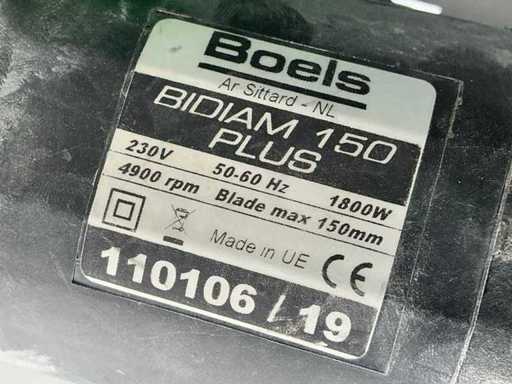 Boels
Ar Sittard - NL
BIDIAM 150
PLUS
230V 50-60 Hz 1800W
4900 rpm Blade max 150mm
Made in UE CE
110106 / 19